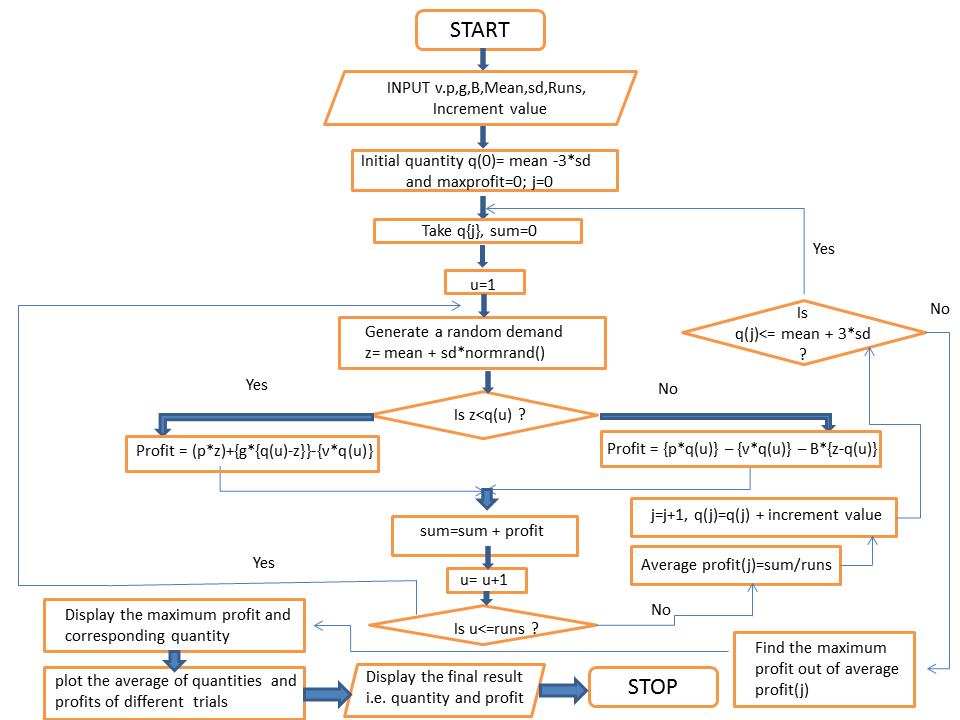 START
INPUT v.p,g,B,Mean,sd,Runs,
Increment value
Initial quantity q(0)= mean -3*sd
and maxprofit=0; j=0
Take q{j}, sum=0
Yes
u=1
Is
q(j)<= mean + 3*sd
?
No
Generate a random demand
z= mean + sd*normrand()
Yes
No
Is z<q(u) ?
Profit = (p*z)+{g*{q(u)-z}}-{v*q(u)}
Profit = {p*q(u)} – {v*q(u)} – B*{z-q(u)}
sum=sum + profit
j=j+1, q(j)=q(j) + increment value
Yes
u= u+1
Average profit(j)=sum/runs
No
Is u<=runs ?
Display the maximum profit and
corresponding quantity
Find the maximum
profit out of average
profit(j)
plot the average of quantities and
profits of different trials
Display the final result
i.e. quantity and profit
STOP